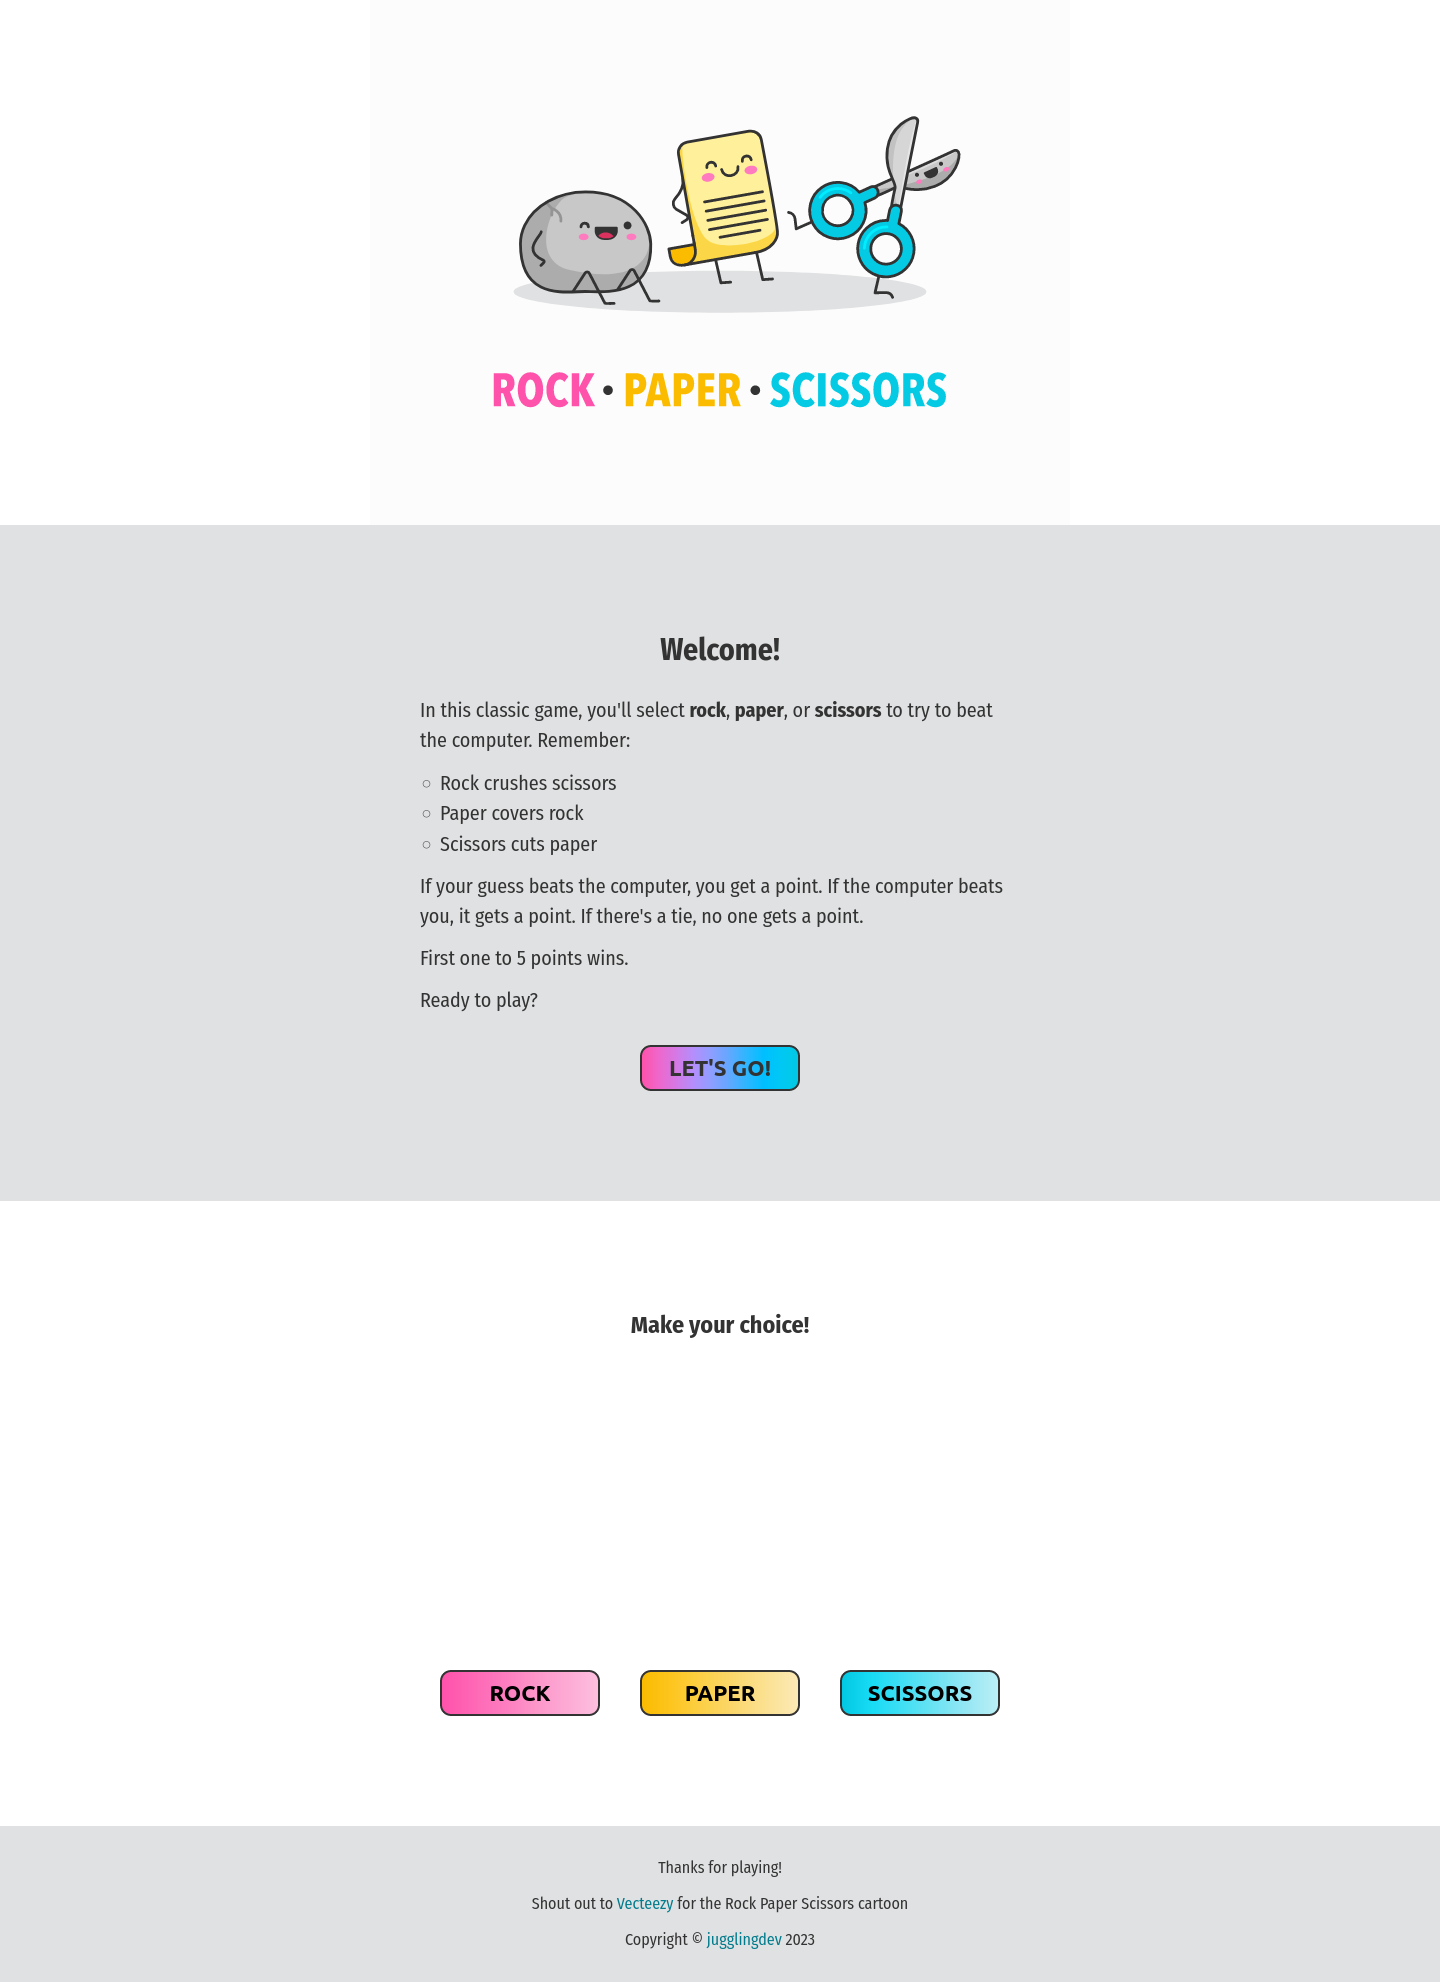 ROCK • PAPER • SCISSORS
Welcome!
In this classic game, you'll select rock, paper, or scissors to try to beat
the computer. Remember:
○ Rock crushes scissors
○ Paper covers rock
○ Scissors cuts paper
If your guess beats the computer, you get a point. If the computer beats
you, it gets a point. If there's a tie, no one gets a point.
First one to 5 points wins.
Ready to play?
LET'S GO!
Make your choice!
ROCK PAPER SCISSORS
Thanks for playing!
Shout out to Vecteezy for the Rock Paper Scissors cartoon
Copyright © jugglingdev 2023